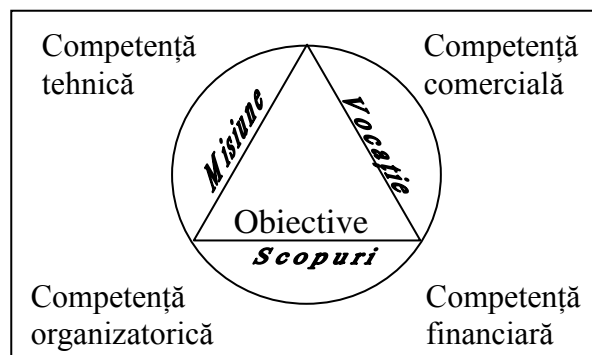 Competență
tehnică
Competență
comercială
Misiune
Vocație
Obiective
Scopuri
Competență
organizatorică
Competență
financiară